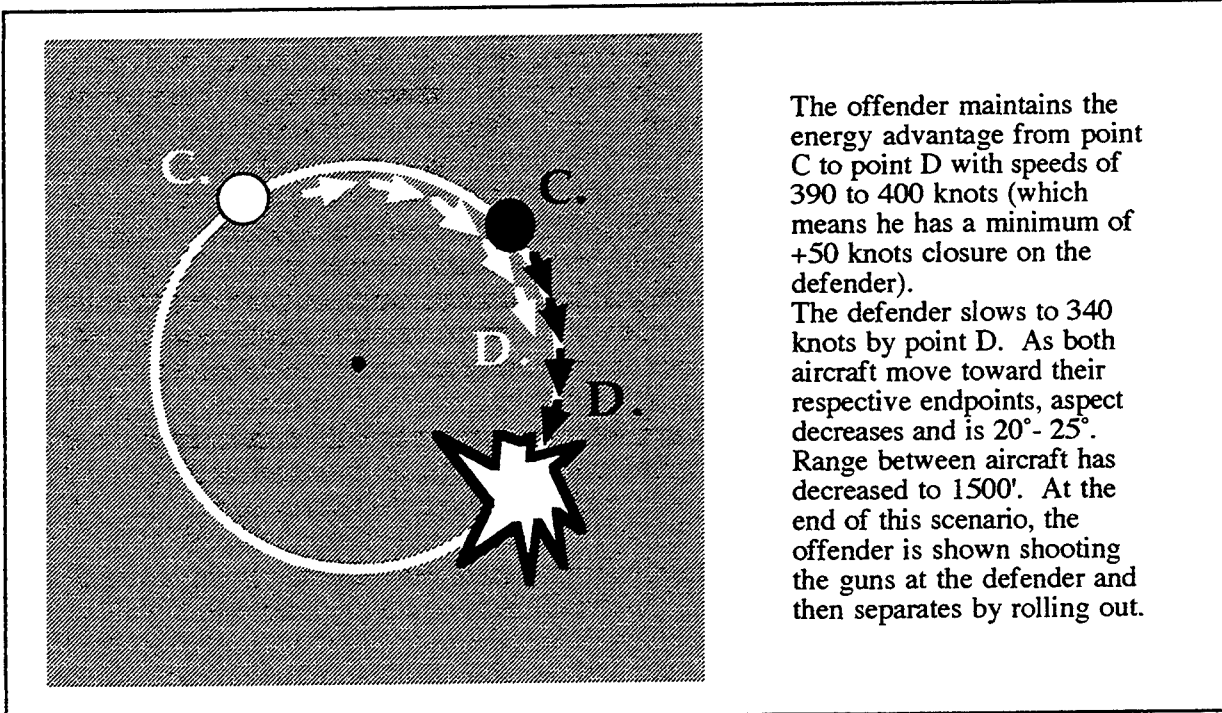 C.
C.
D.
D.
The offender maintains the
energy advantage from point
C to point D with speeds of
390 to 400 knots (which
means he has a minimum of
+50 knots closure on the
defender).
The defender slows to 340
knots by point D. As both
aircraft move toward their
respective endpoints, aspect
decreases and is 20°- 25°.
Range between aircraft has
decreased to 1500'. At the
end of this scenario, the
offender is shown shooting
the guns at the defender and
then separates by rolling out.